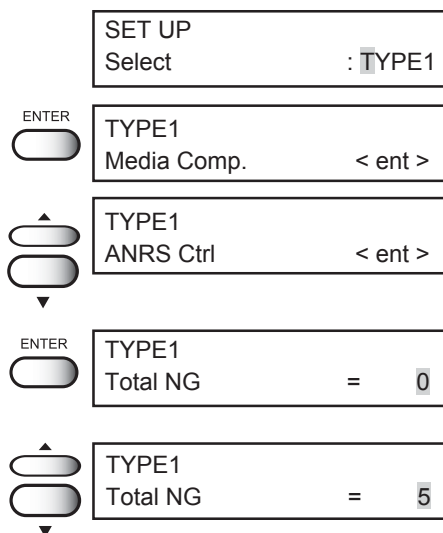 SET UP
Select : TYPE1
ENTER
TYPE1
Media Comp. < ent >
TYPE1
ANRS Ctrl < ent >
ENTER
TYPE1
Total NG = 0
TYPE1
Total NG = 5